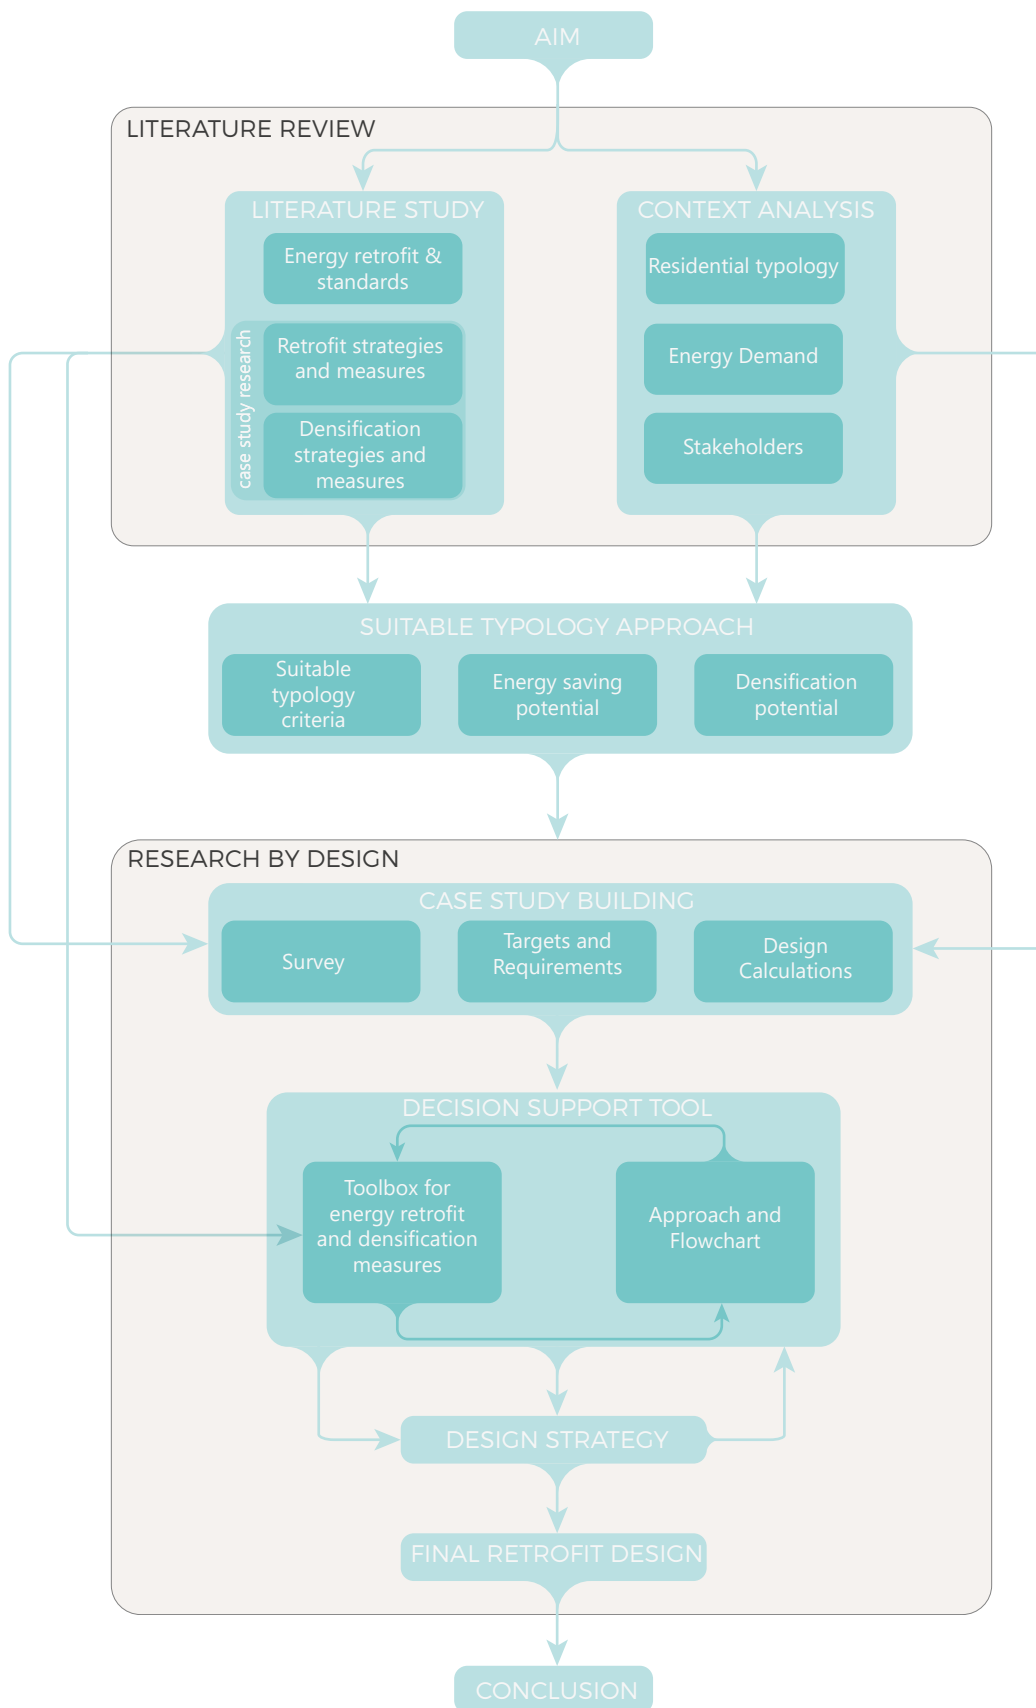 AIM
LITERATURE REVIEW
LITERATURE STUDY
Energy retrofit &
standards
case study research
Retrofit strategies
and measures
Densification
strategies and
measures
CONTEXT ANALYSIS
Residential typology
Energy Demand
Stakeholders
SUITABLE TYPOLOGY APPROACH
Suitable
typology
criteria
Energy saving
potential
Densification
potential
RESEARCH BY DESIGN
CASE STUDY BUILDING
Survey
Targets and
Requirements
Design
Calculations
DECISION SUPPORT TOOL
Toolbox for
energy retrofit
and densification
measures
Approach and
Flowchart
DESIGN STRATEGY
FINAL RETROFIT DESIGN
CONCLUSION